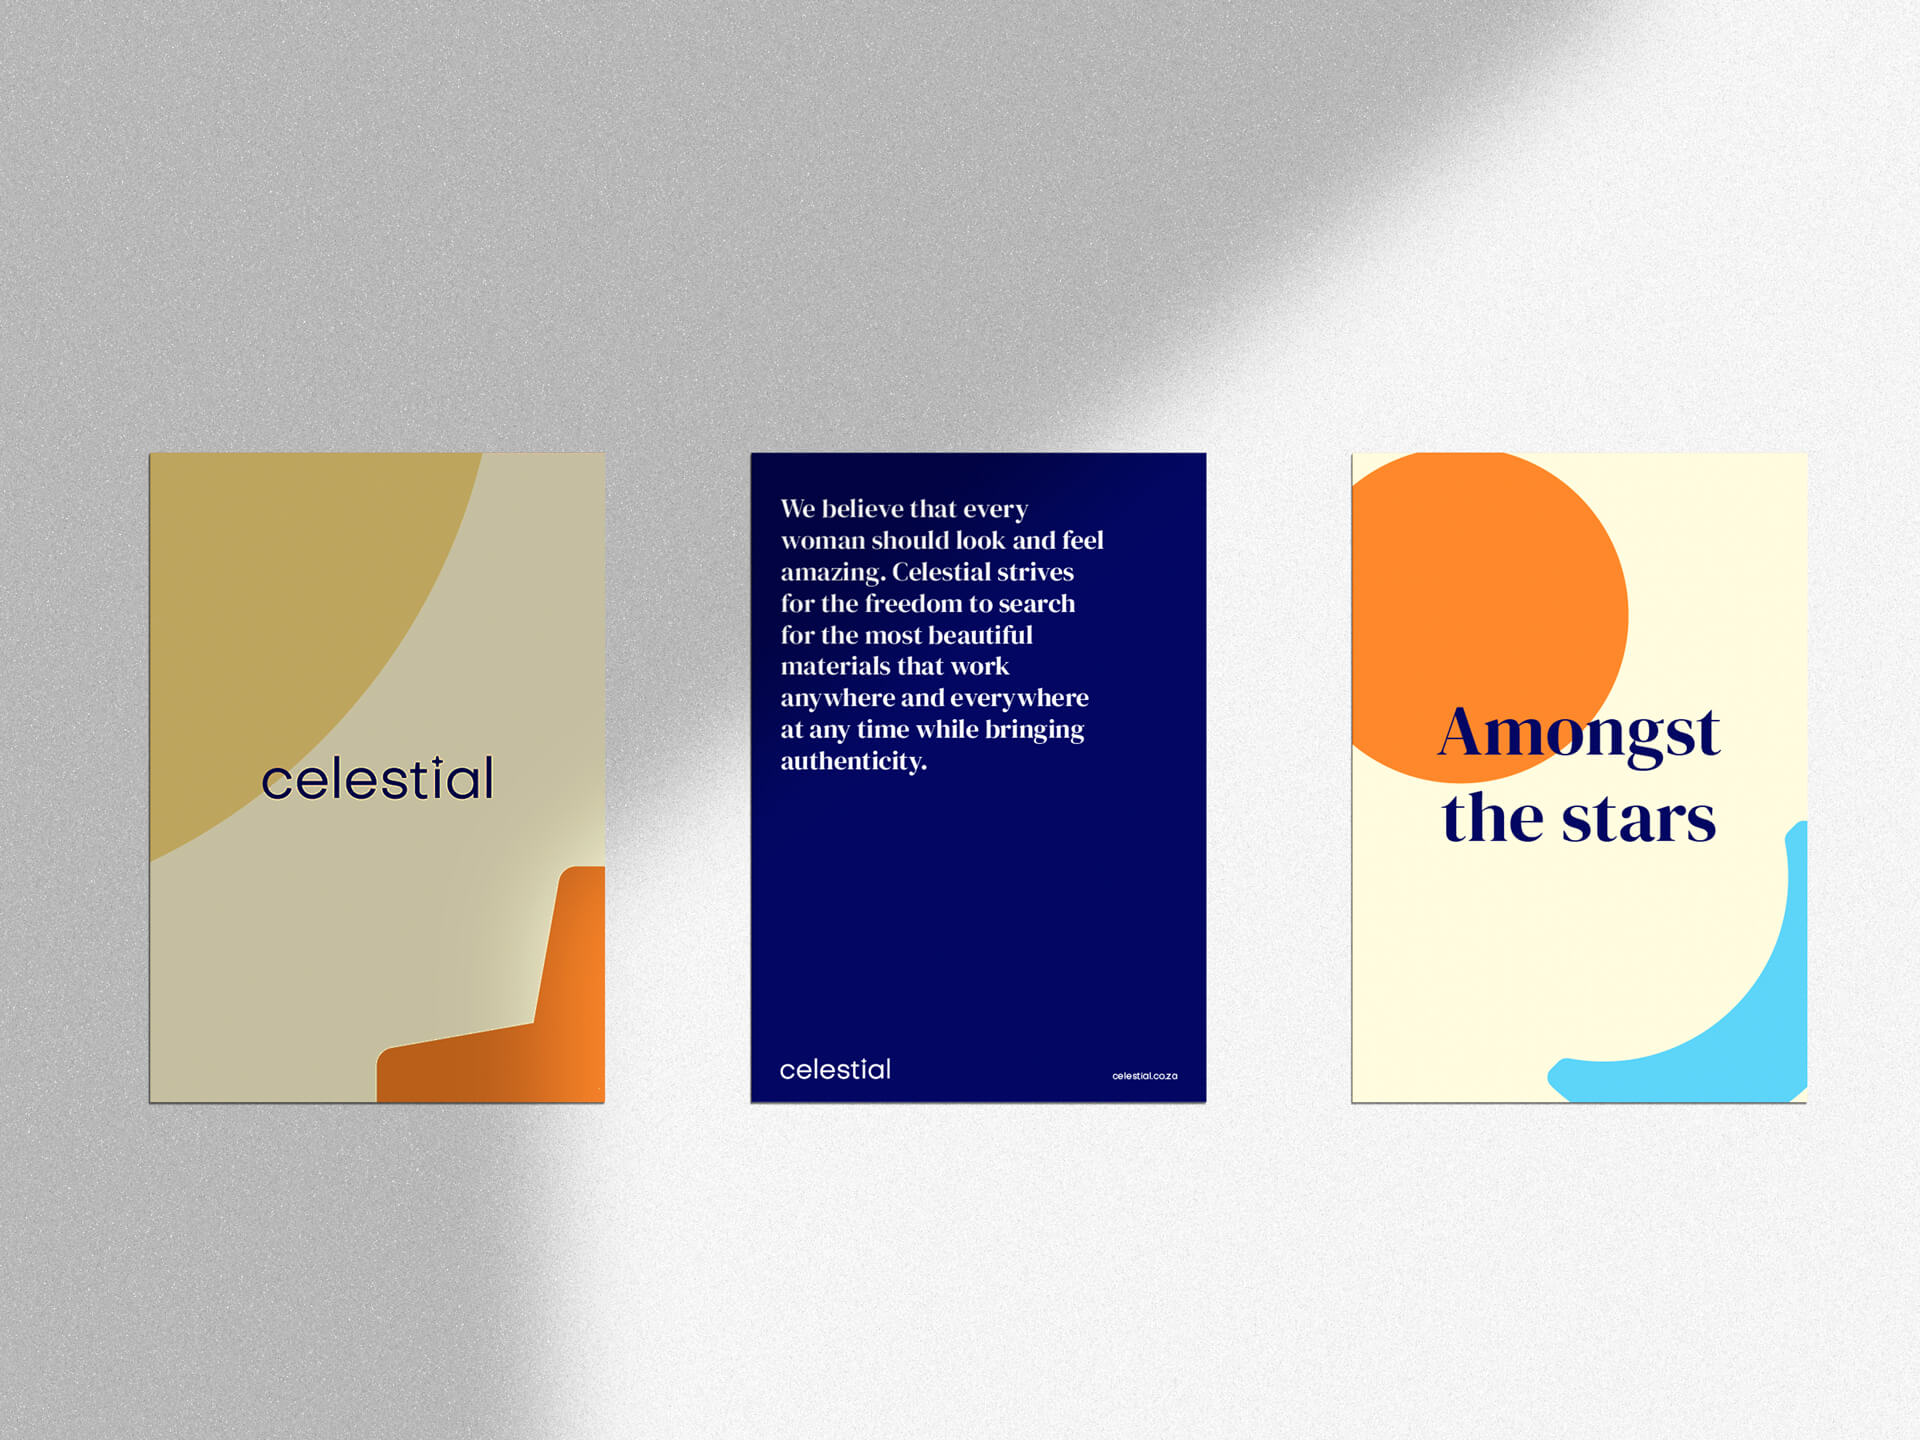 celestial
We believe that every
woman should look and feel
amazing. Celestial strives
for the freedom to search
for the most beautiful
materials that work
anywhere and everywhere
at any time while bringing
authenticity.
celestial
celestial.co.za
Amongst
the stars